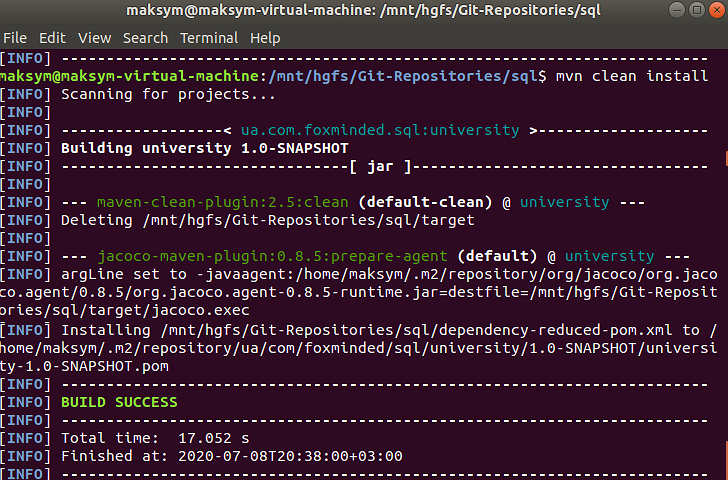 maksym@maksym-virtual-machine: /mnt/hgfs/Git-Repositories/sql
File Edit View Search Terminal Help
[INFO] ------------------------------------------------------------------------
maksym@maksym-virtual-machine:/mnt/hgfs/Git-Repositories/sql$ mvn clean install
[INFO] Scanning for projects...
[INFO]
[INFO] ------------------< ua.com.foxminded.sql:university >-------------------
[INFO] Building university 1.0-SNAPSHOT
[INFO] --------------------------------[ jar ]---------------------------------
[INFO]
[INFO] --- maven-clean-plugin:2.5:clean (default-clean) @ university ---
[INFO] Deleting /mnt/hgfs/Git-Repositories/sql/target
[INFO]
[INFO] --- jacoco-maven-plugin:0.8.5:prepare-agent (default) @ university ---
[INFO] argLine set to -javaagent:/home/maksym/.m2/repository/org/jacoco/org.jaco
co.agent/0.8.5/org.jacoco.agent-0.8.5-runtime.jar=destfile=/mnt/hgfs/Git-Reposit
ories/sql/target/jacoco.exec
[INFO] Installing /mnt/hgfs/Git-Repositories/sql/dependency-reduced-pom.xml to /
home/maksym/.m2/repository/ua/com/foxminded/sql/university/1.0-SNAPSHOT/universi
ty-1.0-SNAPSHOT.pom
[INFO] ------------------------------------------------------------------------
[INFO] BUILD SUCCESS
[INFO] ------------------------------------------------------------------------
[INFO] Total time:  17.052 s
[INFO] Finished at: 2020-07-08T20:38:00+03:00
[INFO] ------------------------------------------------------------------------